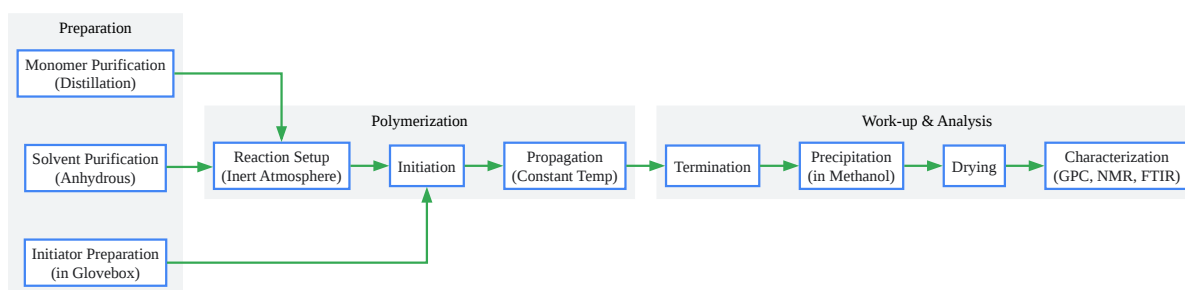 Preparation
Monomer Purification
(Distillation)
Solvent Purification
(Anhydrous)
Initiator Preparation
(in Glovebox)
Polymerization
Reaction Setup
(Inert Atmosphere)
Initiation
Propagation
(Constant Temp)
Work-up & Analysis
Termination
Precipitation
(in Methanol)
Drying
Characterization
(GPC, NMR, FTIR)